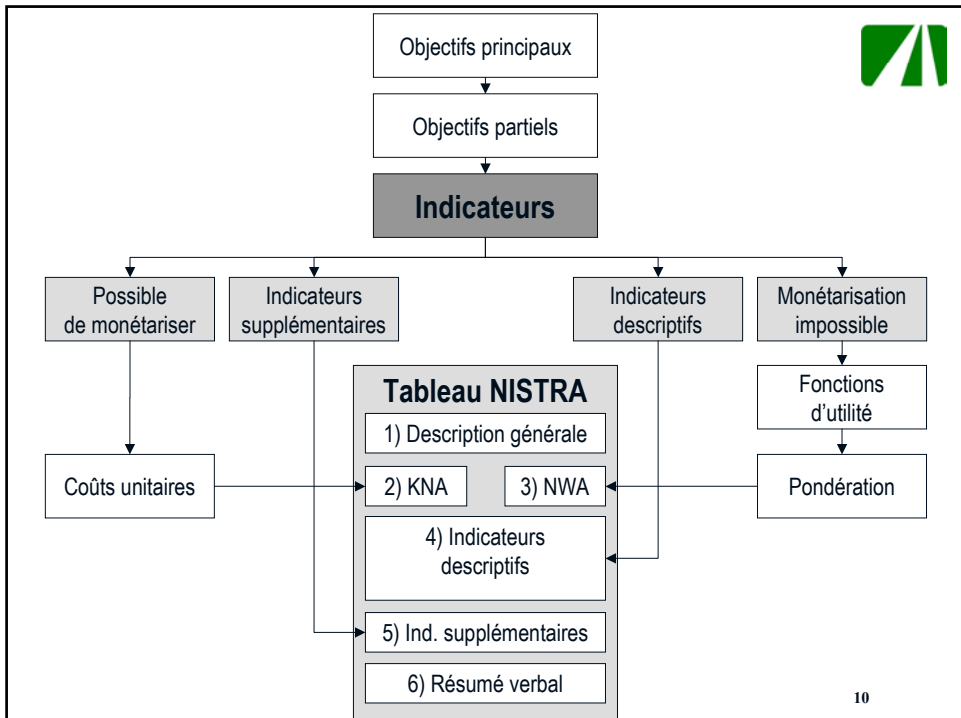 Objectifs principaux
Objectifs partiels
Indicateurs
Possible
de monétariser
Indicateurs
supplémentaires
Indicateurs
descriptifs
Monétarisation
impossible
Fonctions
d'utilité
Coûts unitaires
Pondération
Tableau NISTRA
1) Description générale
2) KNA
3) NWA
4) Indicateurs
descriptifs
5) Ind. supplémentaires
6) Résumé verbal
10